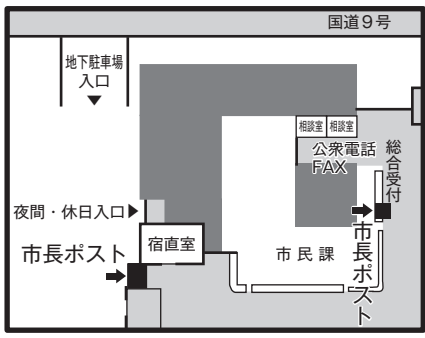 国道9号
地下駐車場
入口
相談室
相談室
公衆電話
FAX
総合受付
夜間・休日入口
宿直室
市長ポスト
市民課
市長ポスト